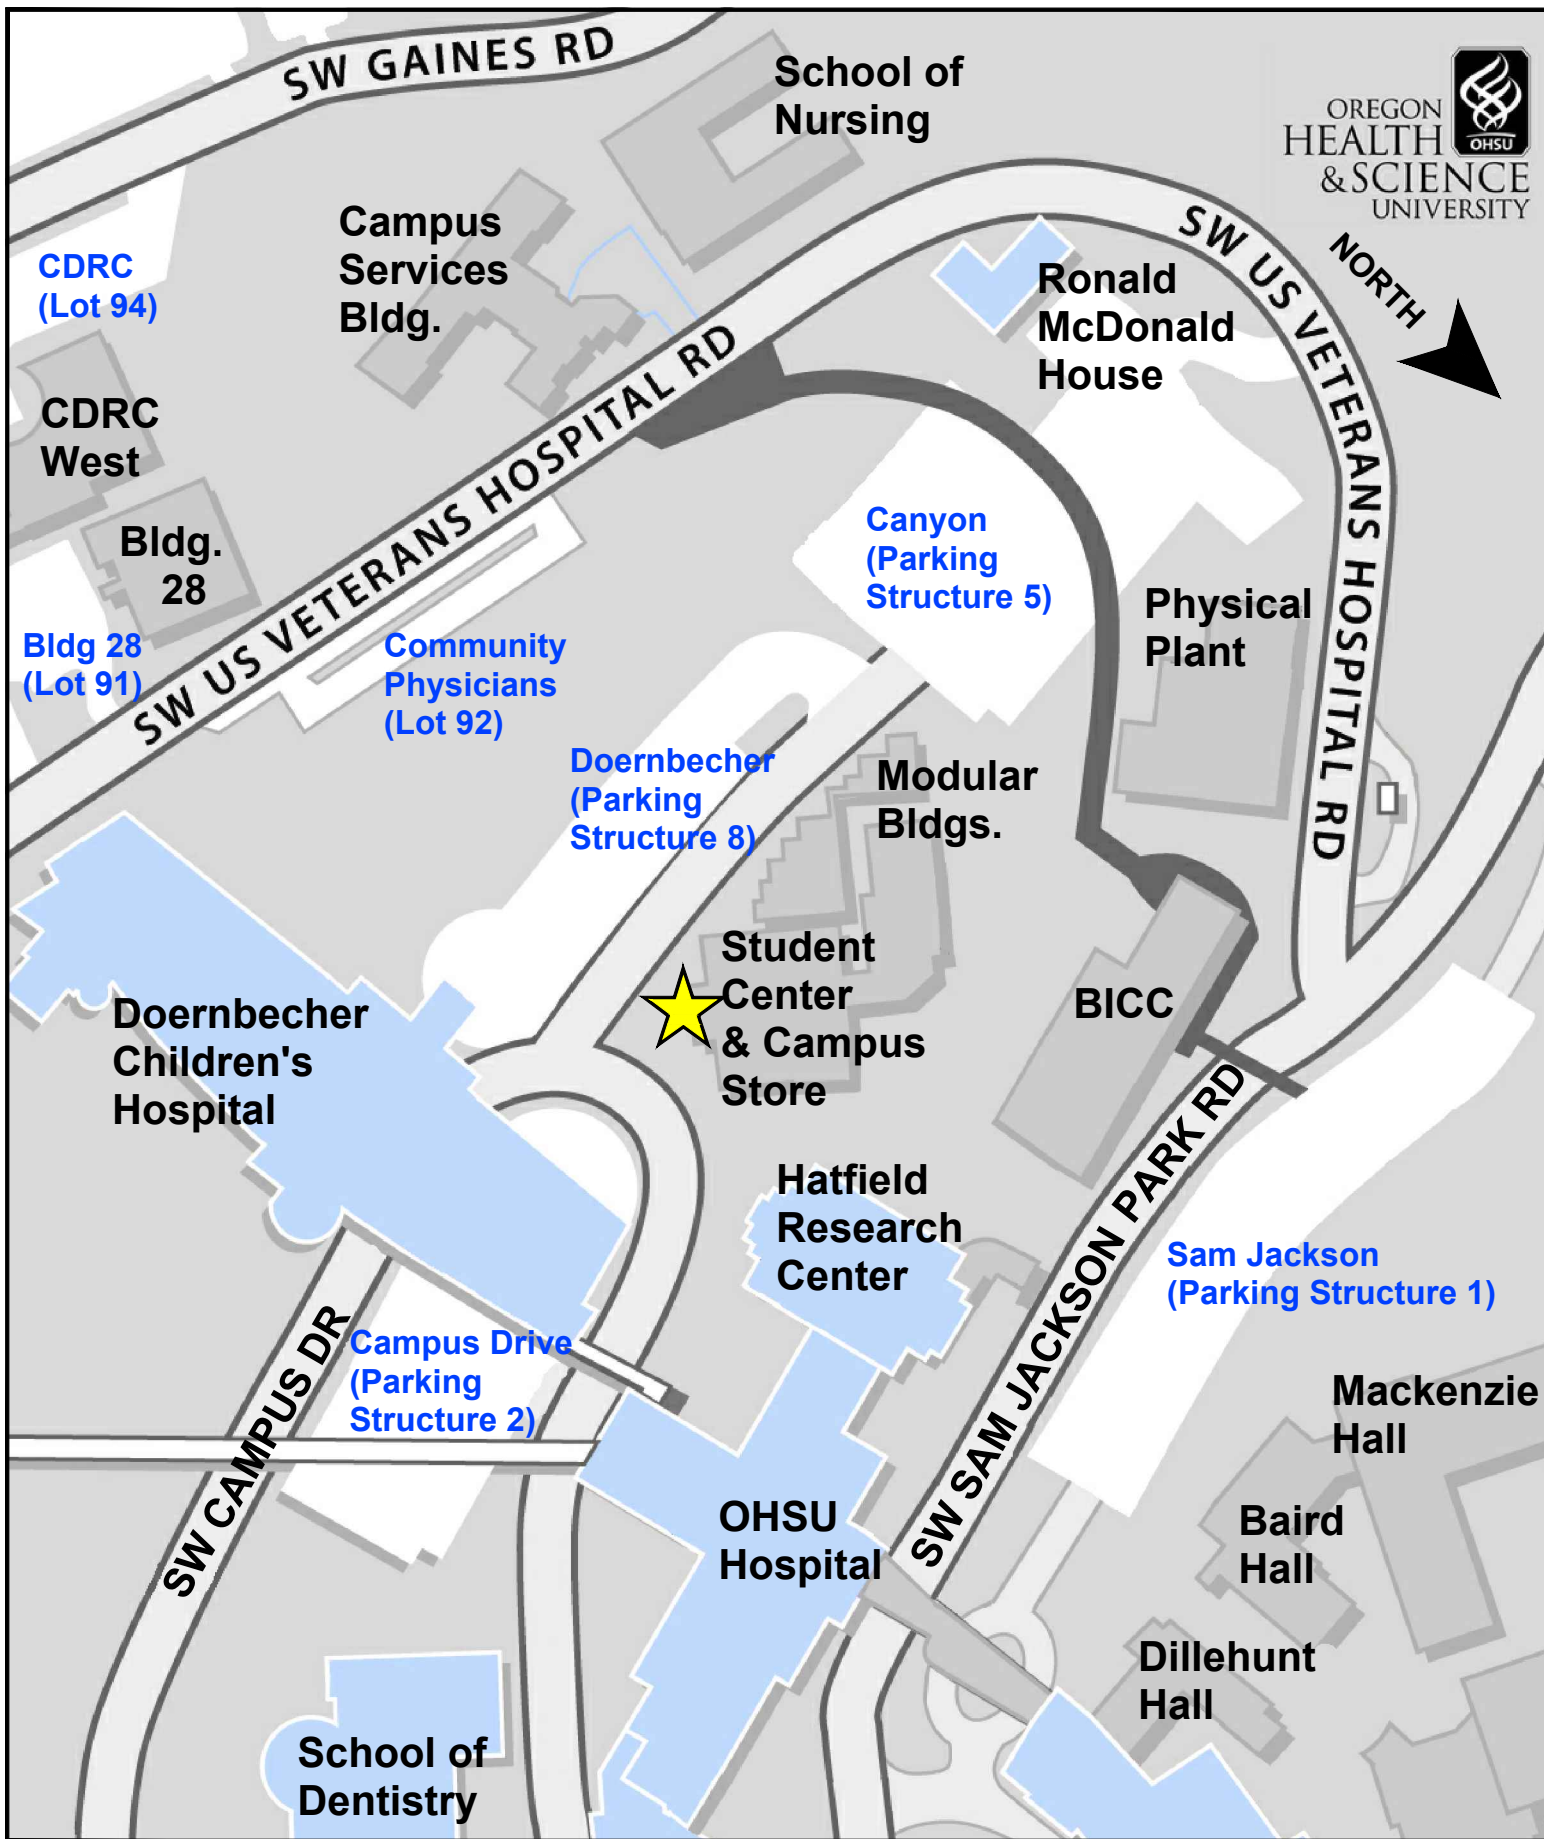 SW GAINES RD
School of
Nursing
OREGON
HEALTH
&SCIENCE
UNIVERSITY
OHSU
NORTH
Campus
Services
Bldg.
CDRC
(Lot 94)
SW US VETERANS HOSPITAL RD
Ronald
McDonald
House
CDRC
West
Bldg.
28
Bldg 28
(Lot 91)
SW US VETERANS HOSPITAL RD
Community
Physicians
(Lot 92)
Canyon
(Parking
Structure 5)
Physical
Plant
Doernbecher
(Parking
Structure 8)
Modular
Bldgs.
Student
Center
& Campus
Store
BICC
Doernbecher
Children's
Hospital
Hatfield
Research
Center
SW SAM JACKSON PARK RD
Sam Jackson
(Parking Structure 1)
SW CAMPUS DR
Campus Drive
(Parking
Structure 2)
Mackenzie
Hall
OHSU
Hospital
Baird
Hall
Dillehunt
Hall
School of
Dentistry